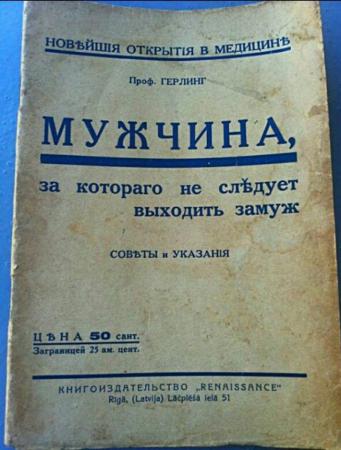 НОВѢЙШІЯ ОТКРЫТІЯ В МЕДИЦИНѢ
Проф. ГЕРЛИНГ
МУЖЧИНА,
за котораго не слѣдует
выходить замуж
СОВѢТЫ и УКАЗАНІЯ
ЦѢНА 50 сант.
Заграницей 25 ам. цент.
КНИГОИЗДАТЕЛЬСТВО „RENAISSANCE"
Rīgā, (Latvija) Lāčplēša ielā 51